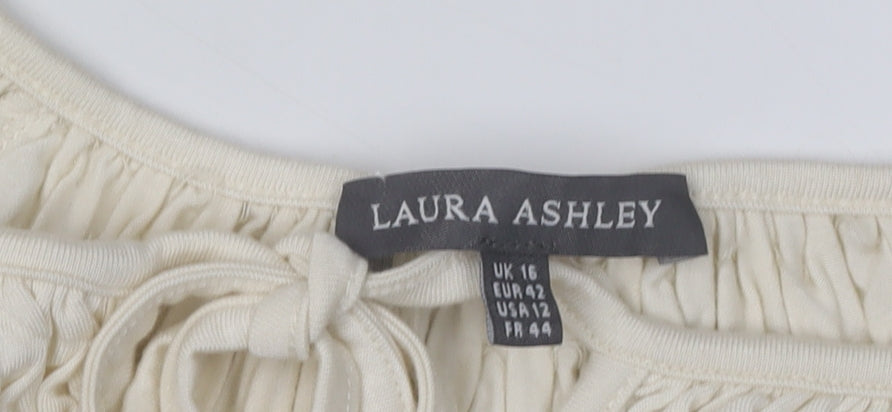 LAURA ASHLEY
UK 16
EUR 42
USA 12
FR 44